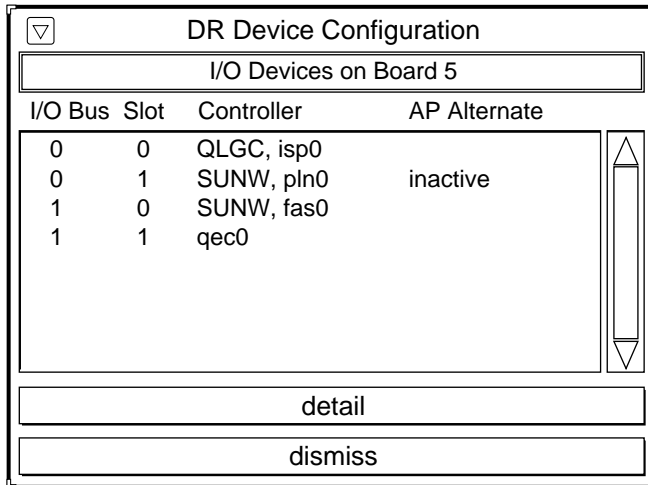 DR Device Configuration
I/O Devices on Board 5
I/O Bus Slot Controller AP Alternate
0 0 QLGC, isp0
0 1 SUNW, pln0 inactive
1 0 SUNW, fas0
1 1 qec0
detail
dismiss